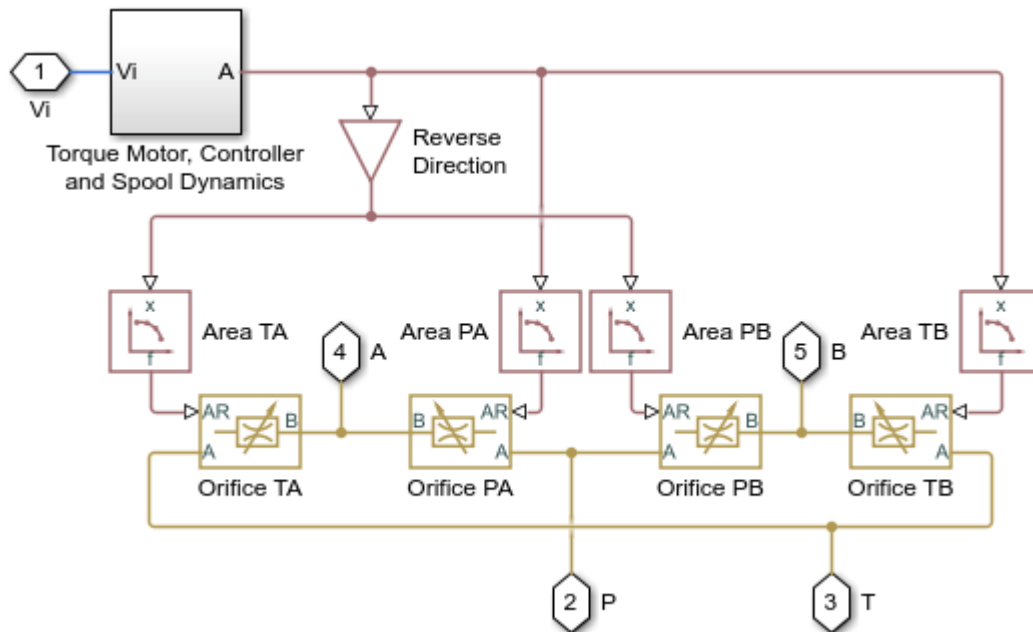 1
Vi
Vi
A
Torque Motor, Controller
and Spool Dynamics
Reverse
Direction
x
f
Area TA
4
A
Area PA
x
f
x
f
Area PB
5
B
Area TB
x
f
AR
B
A
Orifice TA
B
AR
A
Orifice PA
AR
B
A
Orifice PB
B
AR
A
Orifice TB
2
P
3
T